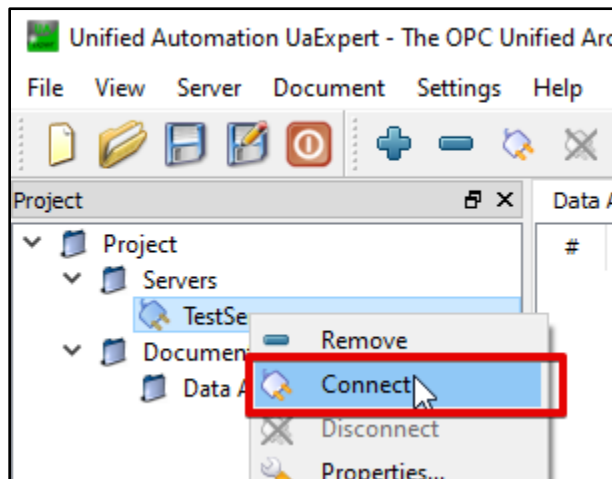 Unified Automation UaExpert - The OPC Unified Arc
File View Server Document Settings Help
Project
Data A
Project
#
Servers
TestSe
Remove
Documen
Connect
Data A
Disconnect
Properties...